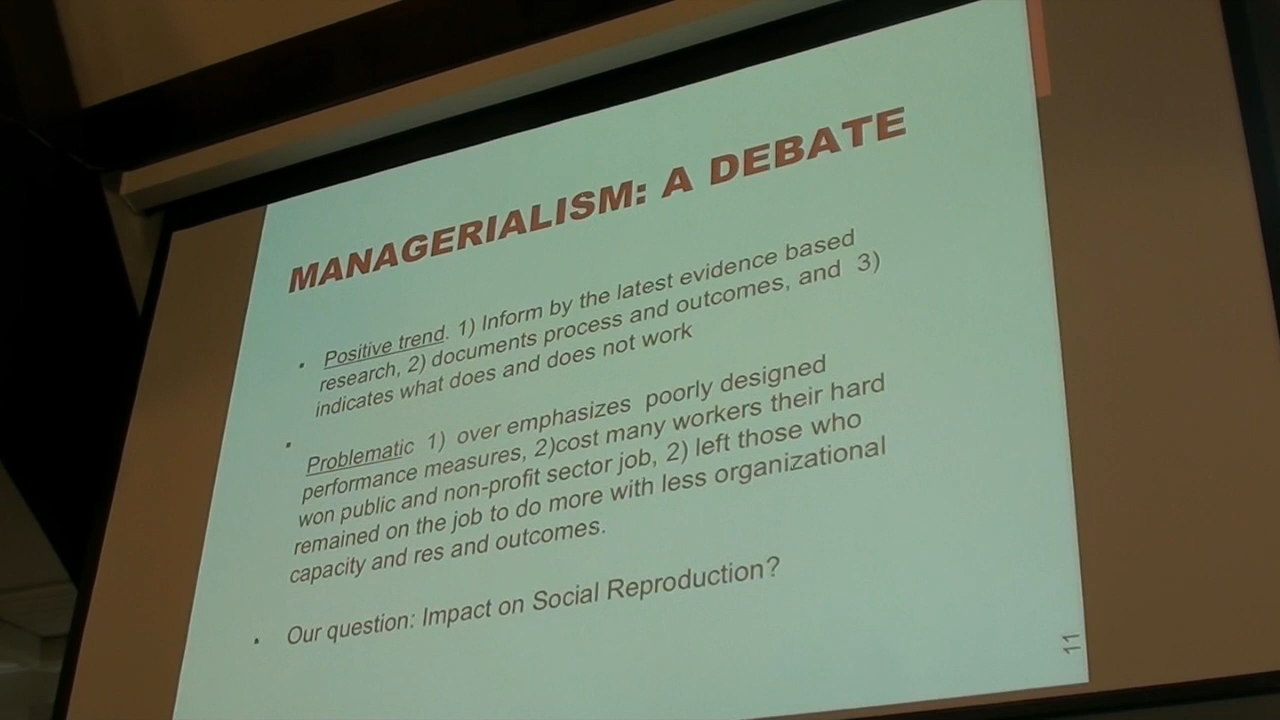 MANAGERIALISM: A DEBATE
• Positive trend. 1) Inform by the latest evidence based
research, 2) documents process and outcomes, and 3)
indicates what does and does not work
• Problematic 1) over emphasizes poorly designed
performance measures, 2)cost many workers their hard
won public and non-profit sector job, 2) left those who
remained on the job to do more with less organizational
capacity and res and outcomes.
• Our question: Impact on Social Reproduction?
11